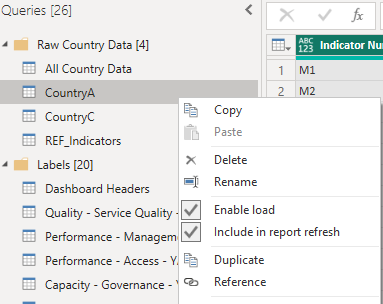 Queries [26]
fx
Raw Country Data [4]
ABC
123
Indicator Nu
All Country Data
1 M1
CountryA
2 M2
CountryC
REF_Indicators
Labels [20]
Dashboard Headers
Quality - Service Quality -
Performance - Managem
Performance - Access - Y
Capacity - Governance - Y
Copy
Paste
Delete
Rename
Enable load
Include in report refresh
Duplicate
Reference